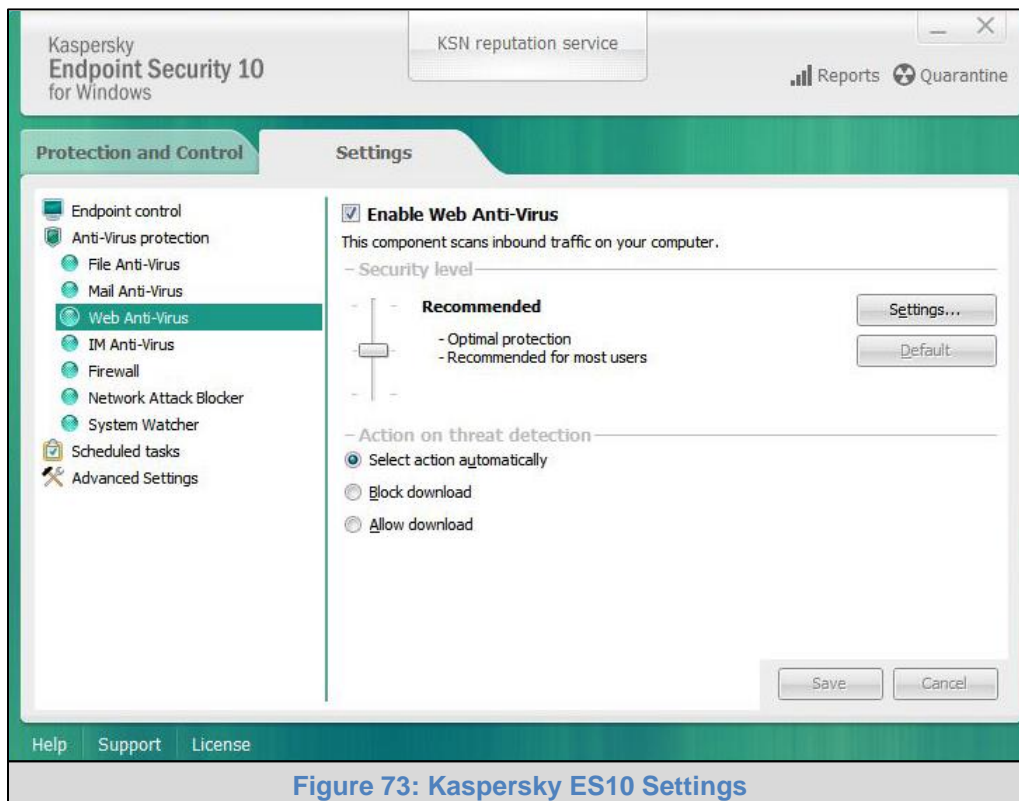 Kaspersky
Endpoint Security 10
for Windows
KSN reputation service
Reports
Quarantine
Protection and Control
Settings
Endpoint control
Anti-Virus protection
File Anti-Virus
Mail Anti-Virus
Web Anti-Virus
IM Anti-Virus
Firewall
Network Attack Blocker
System Watcher
Scheduled tasks
Advanced Settings
Enable Web Anti-Virus
This component scans inbound traffic on your computer.
Security level
Recommended
- Optimal protection
- Recommended for most users
Settings...
Default
Action on threat detection
Select action automatically
Block download
Allow download
Save
Cancel
Help
Support
License
Figure 73: Kaspersky ES10 Settings